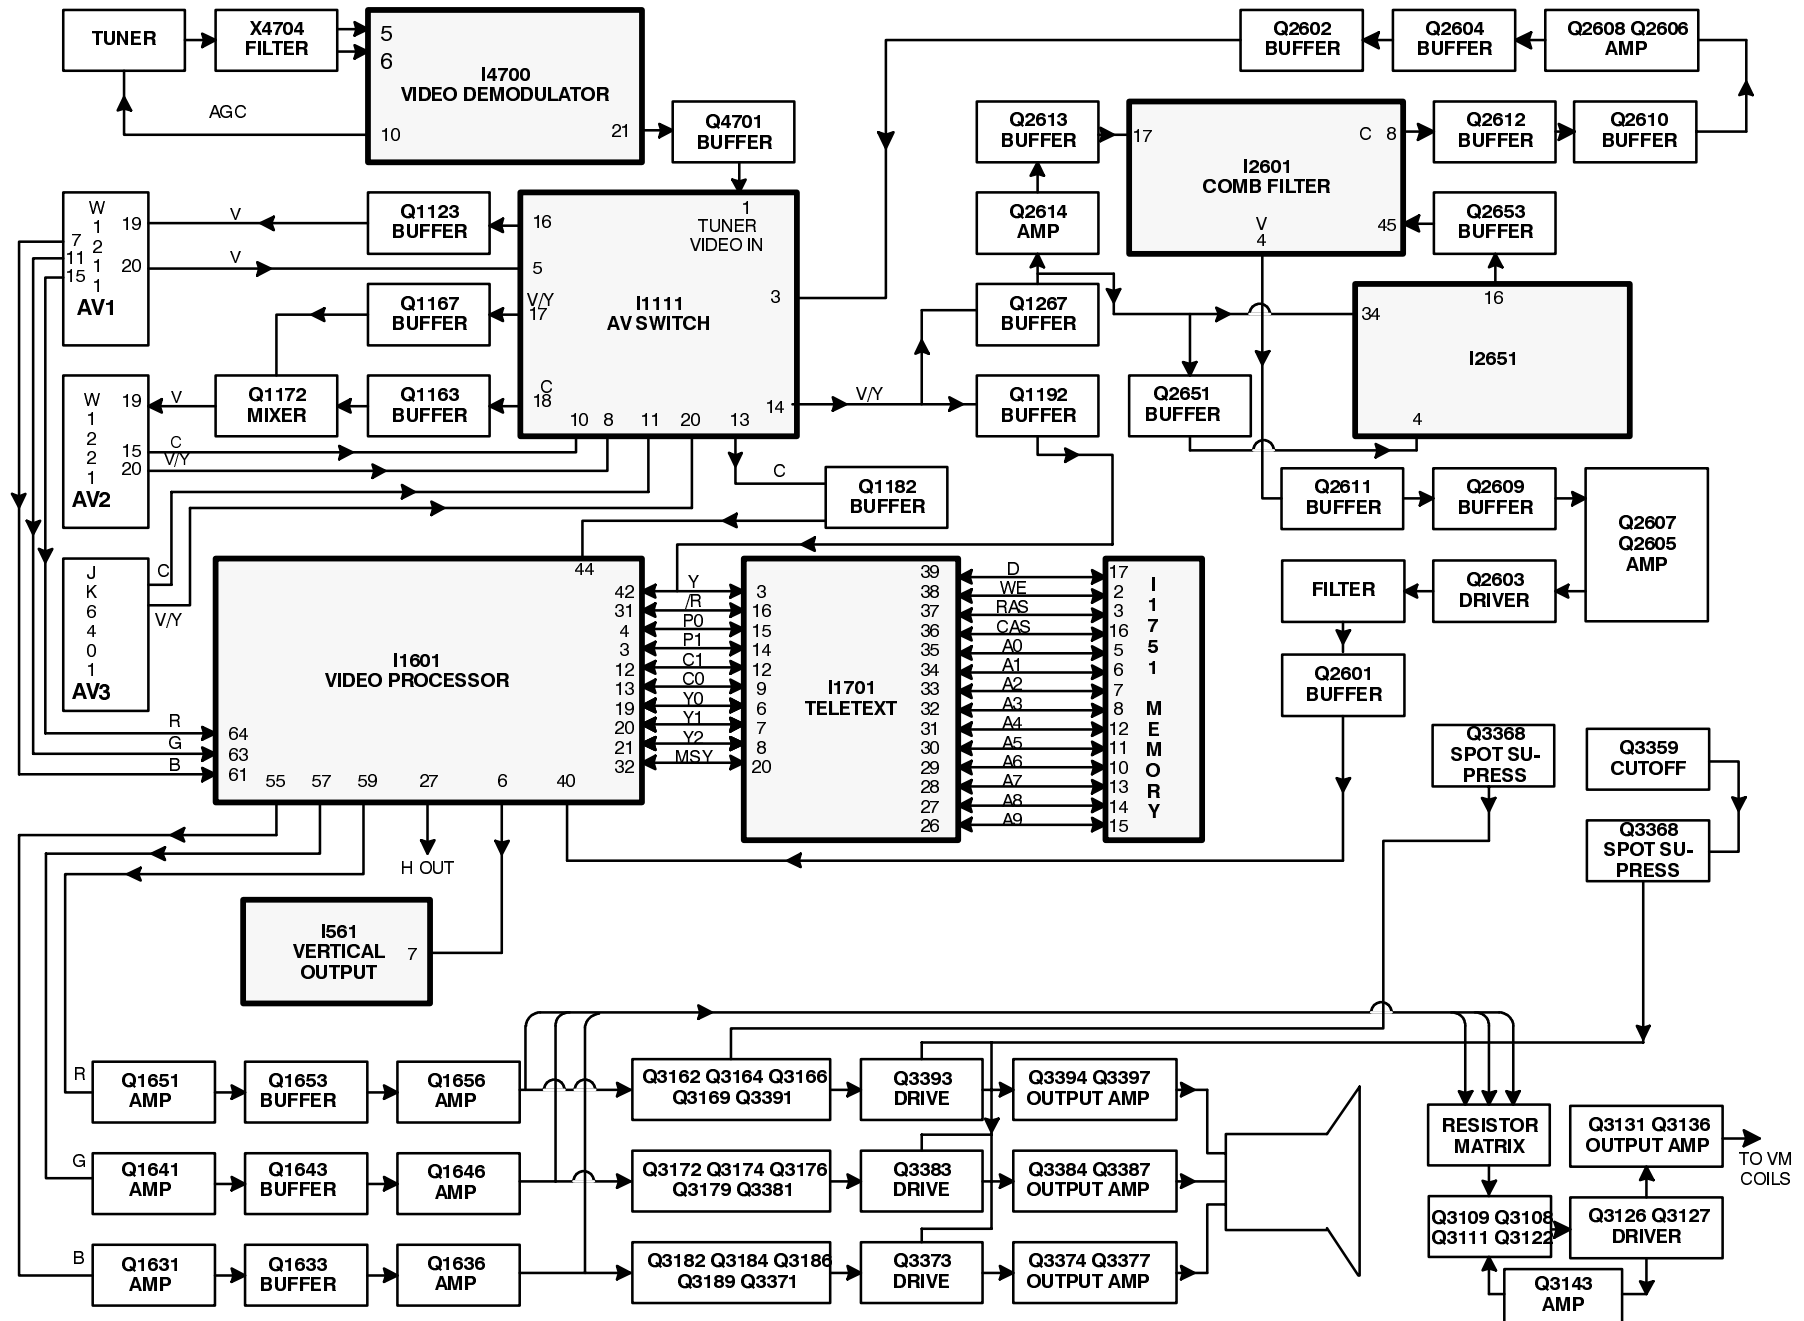 TUNER
X4704
FILTER
5
6
I4700
VIDEO DEMODULATOR
10
21
AGC
Q4701
BUFFER
Q2602
BUFFER
Q2604
BUFFER
Q2608 Q2606
AMP
Q2613
BUFFER
17
C 8
I2601
COMB FILTER
V
4
45
Q2612
BUFFER
Q2610
BUFFER
Q2614
AMP
Q2653
BUFFER
W
1
2
1
1
AV1
19
20
7
11
15
V
V
Q1123
BUFFER
Q1167
BUFFER
16
5
V/Y
17
C
18
1
TUNER
VIDEO IN
I1111
AV SWITCH
3
14
10
8
11
20
13
Q1267
BUFFER
V/Y
Q1192
BUFFER
34
16
I2651
4
Q2651
BUFFER
W
1
2
2
1
AV2
19
15
20
V
C
V/Y
Q1172
MIXER
Q1163
BUFFER
C
Q1182
BUFFER
Q2611
BUFFER
Q2609
BUFFER
Q2607
Q2605
AMP
FILTER
Q2603
DRIVER
Q2601
BUFFER
J
K
6
4
0
1
AV3
C
V/Y
R
G
B
44
I1601
VIDEO PROCESSOR
64
63
61
55
57
59
27
6
40
42
31
4
3
12
13
19
20
21
32
Y
/R
P0
P1
C1
C0
Y0
Y1
Y2
MSY
3
16
15
14
12
9
6
7
8
20
I1701
TELETEXT
39
38
37
36
35
34
33
32
31
30
29
28
27
26
D
WE
RAS
CAS
A0
A1
A2
A3
A4
A5
A6
A7
A8
A9
17
2
3
16
5
6
7
8
12
11
10
13
14
15
I
1
7
5
1
M
E
M
O
R
Y
Q3368
SPOT SU-
PRESS
Q3359
CUTOFF
Q3368
SPOT SU-
PRESS
H OUT
I561
VERTICAL
OUTPUT
7
R
Q1651
AMP
Q1653
BUFFER
Q1656
AMP
Q3162 Q3164 Q3166
Q3169 Q3391
Q3393
DRIVE
Q3394 Q3397
OUTPUT AMP
G
Q1641
AMP
Q1643
BUFFER
Q1646
AMP
Q3172 Q3174 Q3176
Q3179 Q3381
Q3383
DRIVE
Q3384 Q3387
OUTPUT AMP
B
Q1631
AMP
Q1633
BUFFER
Q1636
AMP
Q3182 Q3184 Q3186
Q3189 Q3371
Q3373
DRIVE
Q3374 Q3377
OUTPUT AMP
RESISTOR
MATRIX
Q3131 Q3136
OUTPUT AMP
TO VM
COILS
Q3109 Q3108
Q3111 Q3122
Q3126 Q3127
DRIVER
Q3143
AMP